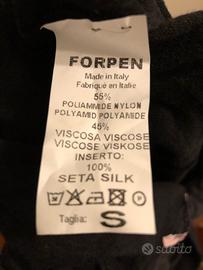 FORPEN
Made in Italy
Fabriqué en Italie
55%
POLIAMMIDE NYLON
POLYAMID POLYAMIDE
45%
VISCOSA VISCOSE
VISCOSE VISKOSE
INSERTO:
100%
SETA SILK
Taglia: S
subito